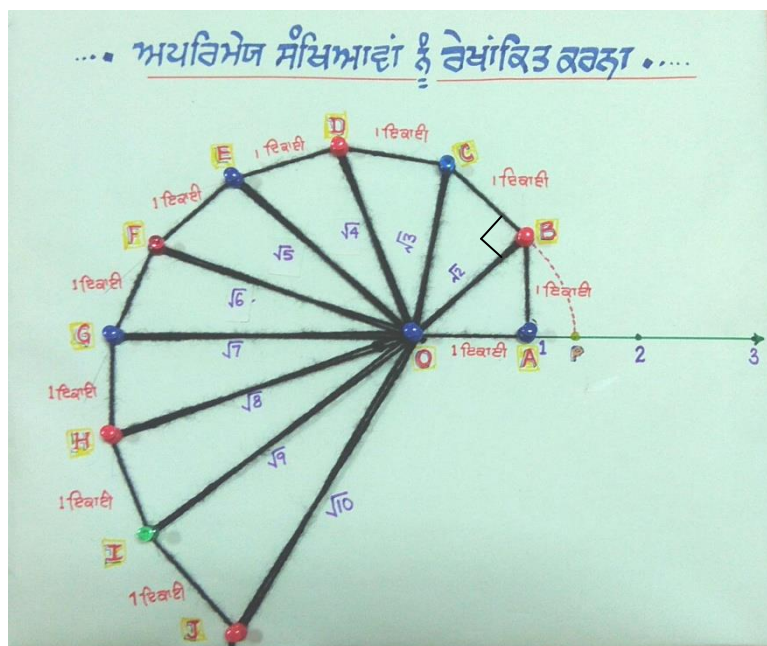 .... ਅਪਰਿਮੇਯ ਸੰਖਿਆਵਾਂ ਨੂੰ ਰੇਖਾਂਕਿਤ ਕਰਨਾ .....
D
1 ਇਕਾਈ
1 ਇਕਾਈ
E
C
1 ਇਕਾਈ
1 ਇਕਾਈ
F
√4
√3
B
√5
√2
1 ਇਕਾਈ
1 ਇਕਾਈ
√6
G
√7
O
1 ਇਕਾਈ
A
1
P
2
3
1 ਇਕਾਈ
√8
H
√9
1 ਇਕਾਈ
√10
I
1 ਇਕਾਈ
J